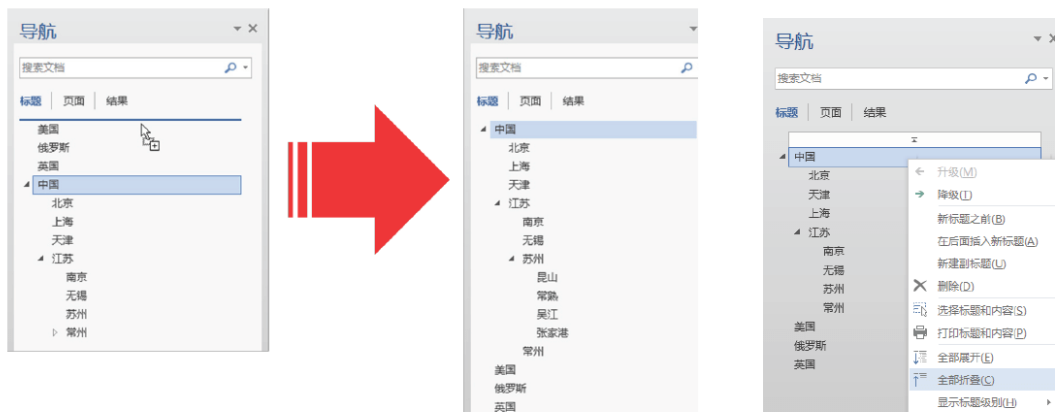 导航
搜索文档
标题 页面 结果
美国
俄罗斯
英国
中国
北京
上海
天津
江苏
南京
无锡
苏州
常州
导航
搜索文档
标题 页面 结果
中国
北京
上海
天津
江苏
南京
无锡
苏州
昆山
常熟
吴江
张家港
常州
美国
俄罗斯
英国
导航
搜索文档
标题 页面 结果
中国
北京
天津
上海
江苏
南京
无锡
苏州
常州
美国
俄罗斯
英国
升级(M)
降级(T)
新标题之前(B)
在后面插入新标题(A)
新建副标题(U)
删除(D)
选择标题和内容(S)
打印标题和内容(P)
全部展开(E)
全部折叠(C)
显示标题级别(H)